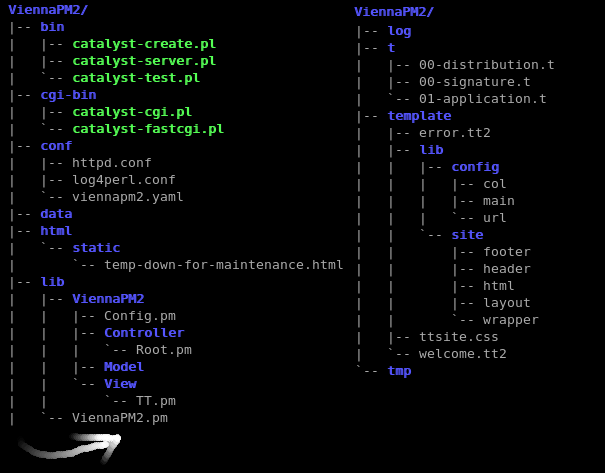 ViennaPM2/
|-- bin
|   |-- catalyst-create.pl
|   |-- catalyst-server.pl
|   `-- catalyst-test.pl
|-- cgi-bin
|   |-- catalyst-cgi.pl
|   `-- catalyst-fastcgi.pl
|-- conf
|   |-- httpd.conf
|   |-- log4perl.conf
|   `-- viennapm2.yaml
|-- data
|-- html
|   `-- static
|       `-- temp-down-for-maintenance.html
|-- lib
|   |-- ViennaPM2
|   |   |-- Config.pm
|   |   |-- Controller
|   |   |   `-- Root.pm
|   |   |-- Model
|   |   `-- View
|   |       `-- TT.pm
|   `-- ViennaPM2.pm
ViennaPM2/
|-- log
|-- t
|   |-- 00-distribution.t
|   |-- 00-signature.t
|   `-- 01-application.t
|-- template
|   |-- error.tt2
|   |-- lib
|   |   |-- config
|   |   |   |-- col
|   |   |   |-- main
|   |   |   `-- url
|   |   `-- site
|   |       |-- footer
|   |       |-- header
|   |       |-- html
|   |       |-- layout
|   |       `-- wrapper
|   |-- ttsite.css
|   `-- welcome.tt2
`-- tmp